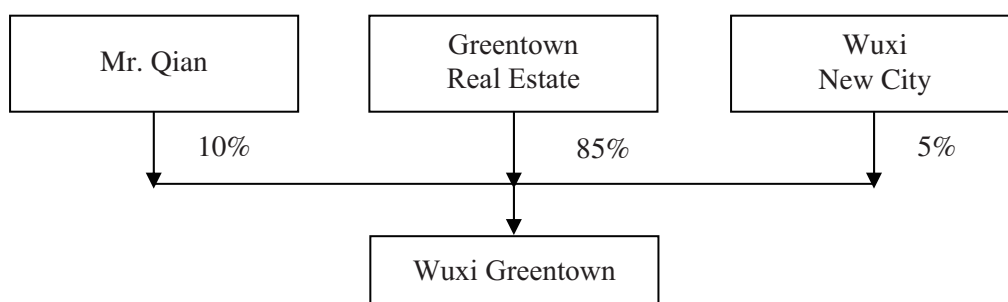 Mr. Qian
Greentown
Real Estate
Wuxi
New City
10%
85%
5%
Wuxi Greentown